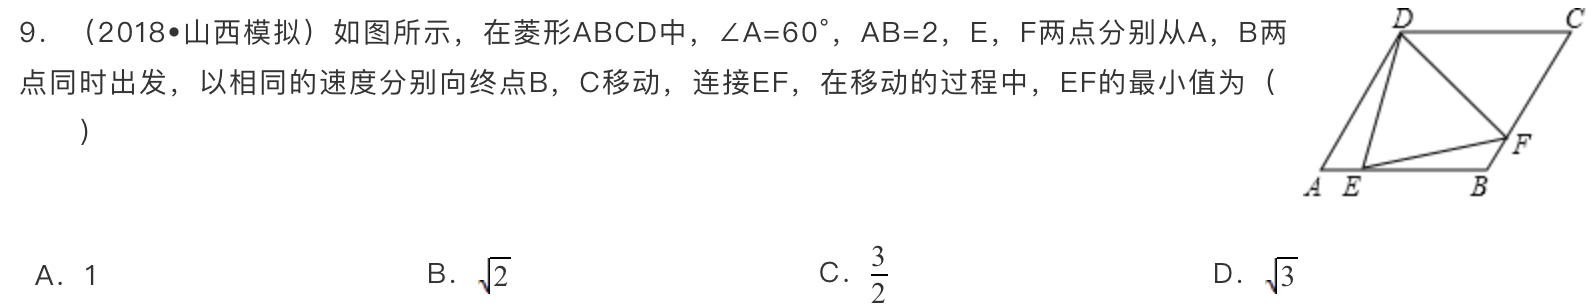 9．（2018•山西模拟）如图所示，在菱形ABCD中，∠A=60°，AB=2，E，F两点分别从A，B两
点同时出发，以相同的速度分别向终点B，C移动，连接EF，在移动的过程中，EF的最小值为（
）
D C
F
A E B
A．1 B．√2 C．3/2 D．√3